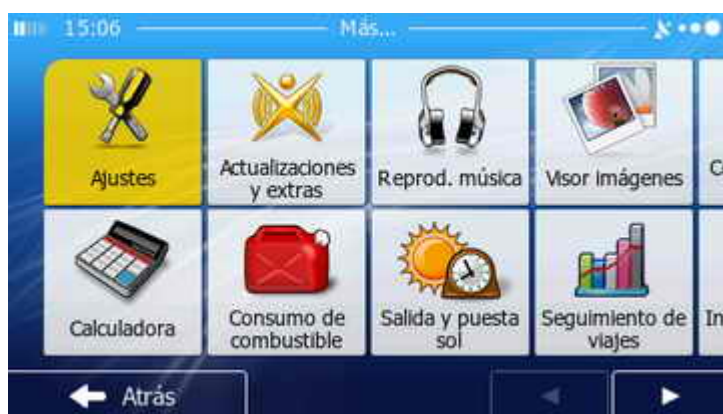 15:06
Más...
Ajustes
Actualizaciones
y extras
Reprod. música
Visor imágenes
Calculadora
Consumo de
combustible
Salida y puesta
sol
Seguimiento de
viajes
Atrás